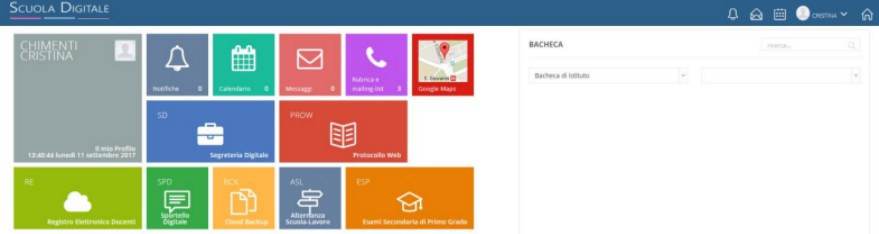 SCUOLA DIGITALE
CRISTINA
CHIMENTI
CRISTINA
Il mio Profilo
13:40:44 lunedì 11 settembre 2017
Notifiche 0
Calendario 0
Messaggi 0
Rubrica e
mailing-list 3
Google Maps
SD
Segreteria Digitale
PROW
Protocollo Web
RE
Registro Elettronico Docenti
SPD
Sportello
Digitale
BCK
Cloud Backup
ASL
Alternanza
Scuola-Lavoro
ESP
Esami Secondaria di Primo Grado
BACHECA
ricerca...
Bacheca di Istituto